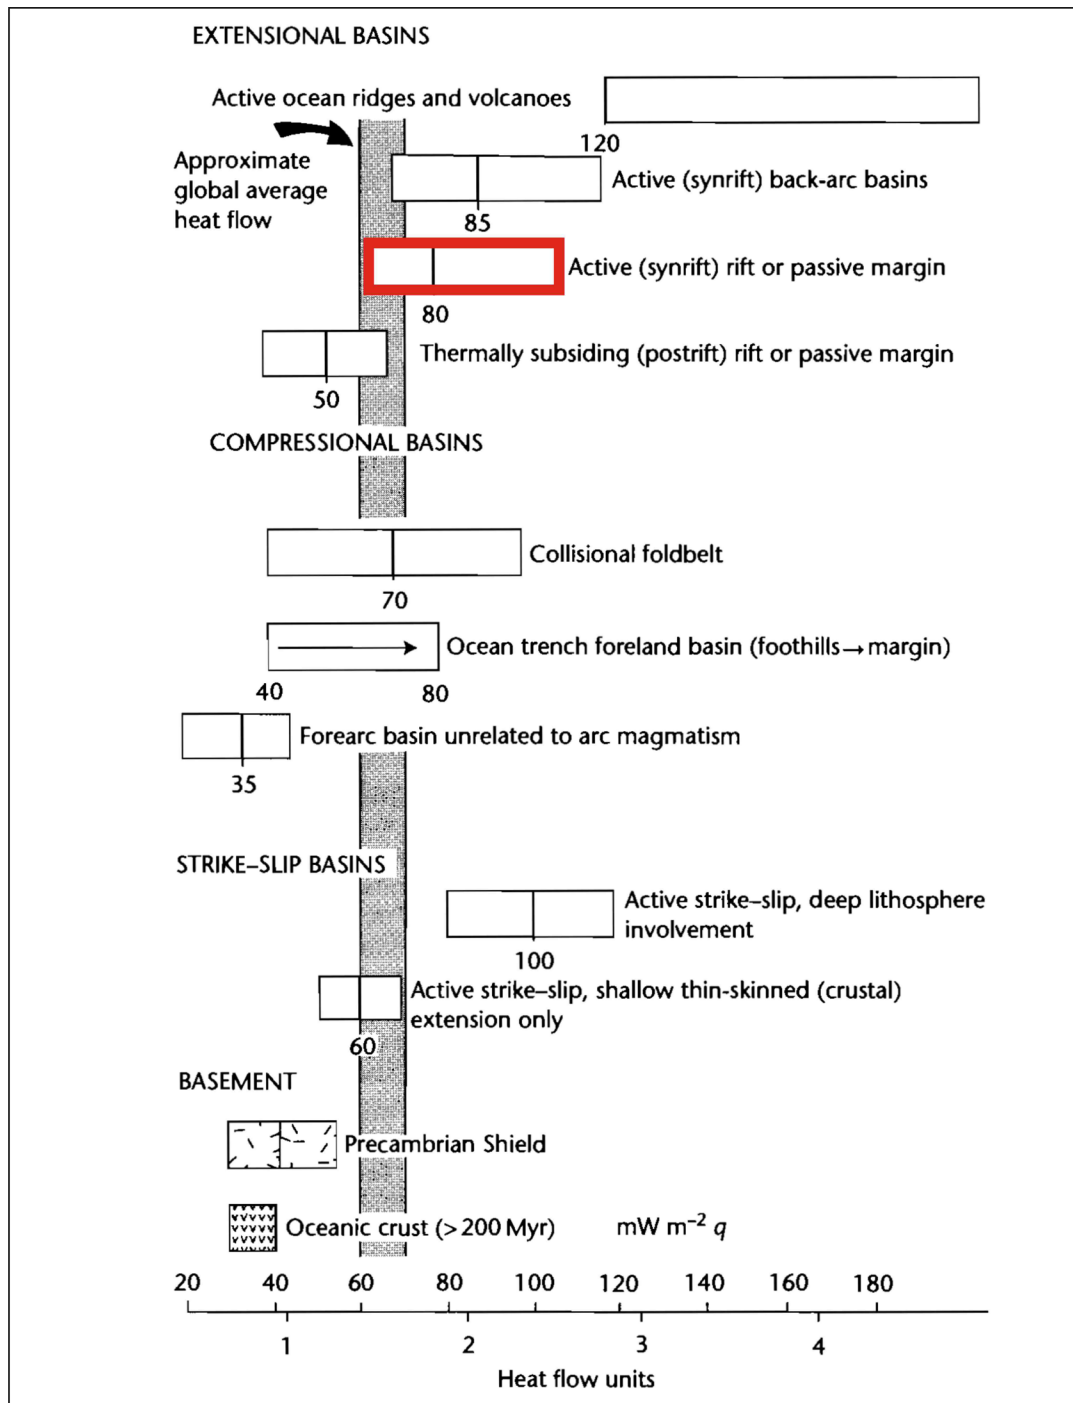 EXTENSIONAL BASINS
Active ocean ridges and volcanoes
120
Approximate
global average
heat flow
Active (synrift) back-arc basins
85
Active (synrift) rift or passive margin
80
Thermally subsiding (postrift) rift or passive margin
50
COMPRESSIONAL BASINS
Collisional foldbelt
70
Ocean trench foreland basin (foothills→margin)
40 80
Forearc basin unrelated to arc magmatism
35
STRIKE–SLIP BASINS
Active strike–slip, deep lithosphere
involvement
100
Active strike–slip, shallow thin-skinned (crustal)
extension only
60
BASEMENT
Precambrian Shield
Oceanic crust (>200 Myr)
mW m⁻² q
20 40 60 80 100 120 140 160 180
1 2 3 4
Heat flow units